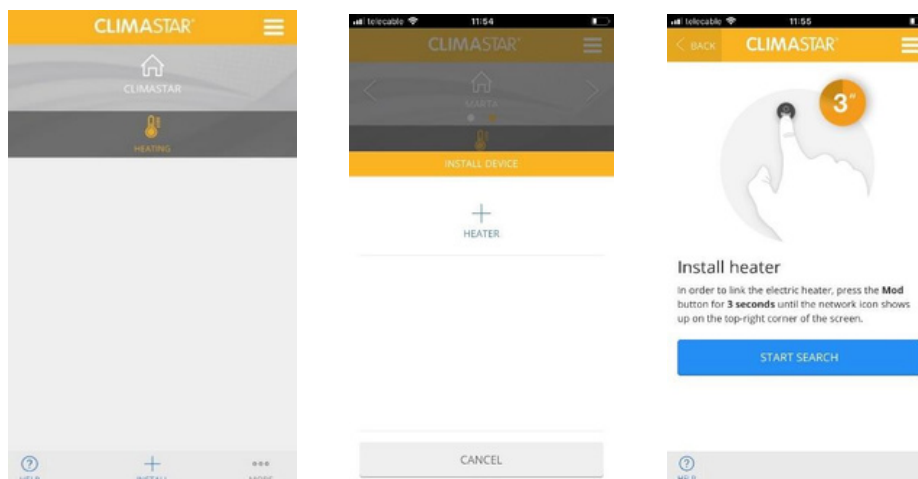 CLIMASTAR
CLIMASTAR
HEATING
HELP
INSTALL
MORE
telecable
11:54
CLIMASTAR
MARTA
INSTALL DEVICE
HEATER
CANCEL
telecable
11:55
BACK
CLIMASTAR
3"
Install heater
In order to link the electric heater, press the Mod
button for 3 seconds until the network icon shows
up on the top-right corner of the screen.
START SEARCH
HELP